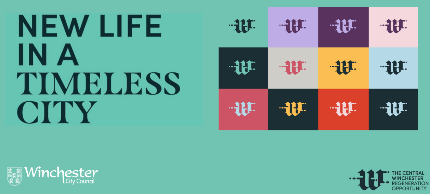 NEW LIFE
IN A
TIMELESS
CITY
Winchester
City Council
THE CENTRAL
WINCHESTER
REGENERATION
OPPORTUNITY